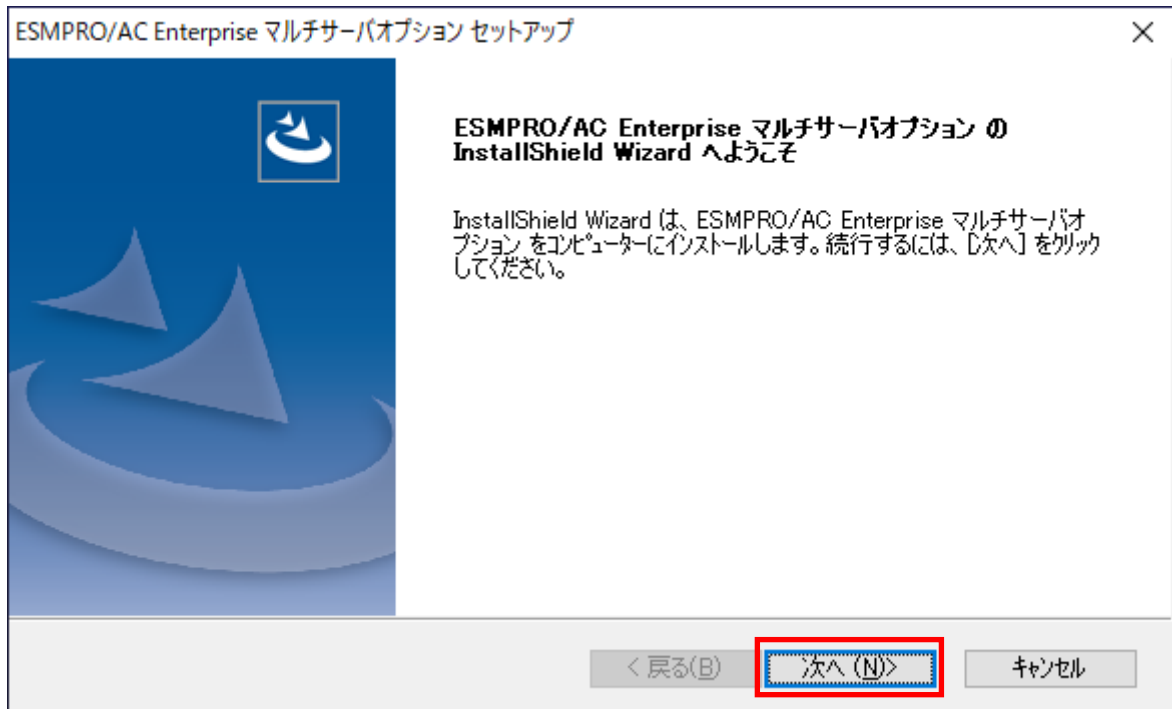 ESMPRO/AC Enterprise マルチサーバオプション セットアップ
ESMPRO/AC Enterprise マルチサーバオプション の
InstallShield Wizard へようこそ
InstallShield Wizard は、ESMPRO/AC Enterprise マルチサーバオ
プション をコンピューターにインストールします。続行するには、[次へ] をクリック
してください。
< 戻る(B)
次へ (N)>
キャンセル